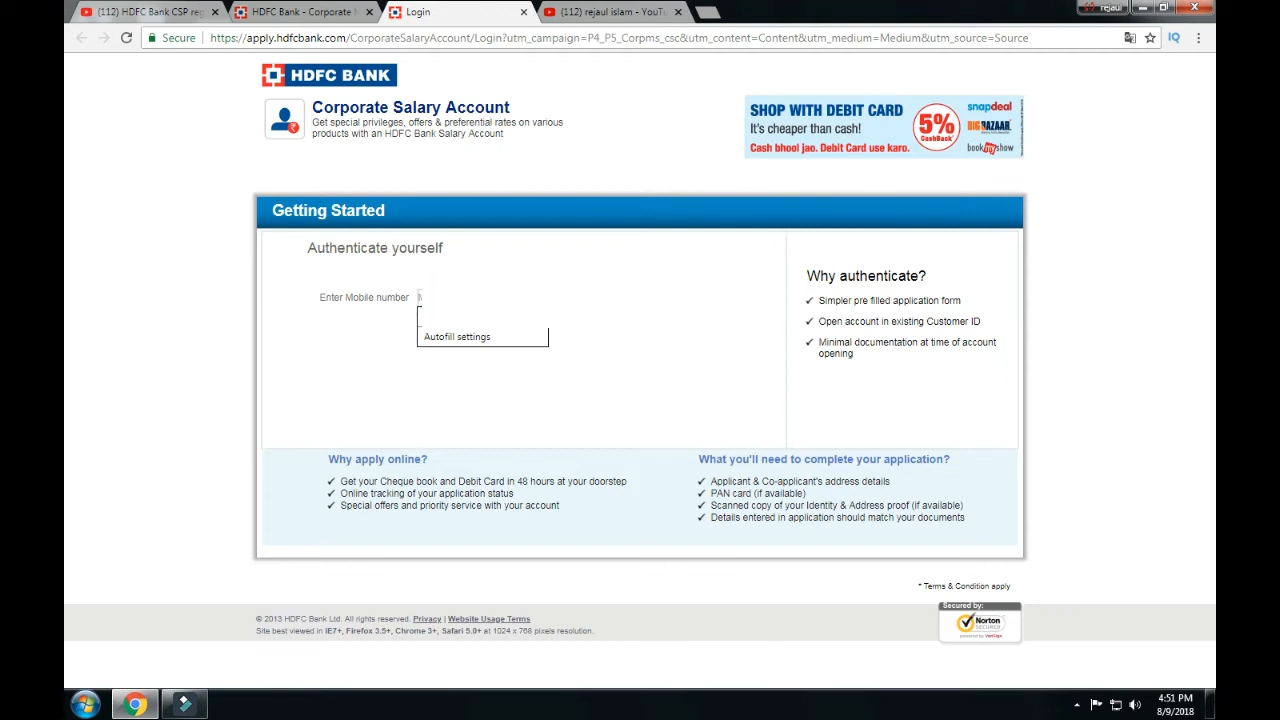 (112) HDFC Bank CSP reg
HDFC Bank - Corporate
Login
(112) rejaul islam - YouTu
rejaul
Secure
https://apply.hdfcbank.com/CorporateSalaryAccount/Login?utm_campaign=P4_P5_Corpms_csc&utm_content=Content&utm_medium=Medium&utm_source=Source
IQ
HDFC BANK
Corporate Salary Account
Get special privileges, offers & preferential rates on various
products with an HDFC Bank Salary Account
SHOP WITH DEBIT CARD
It's cheaper than cash!
Cash bhool jao. Debit Card use karo.
5%
CashBack*
snapdeal
BIG BAZAAR
bookmyshow
Getting Started
Authenticate yourself
Enter Mobile number
Autofill settings
Why authenticate?
Simpler pre filled application form
Open account in existing Customer ID
Minimal documentation at time of account
opening
Why apply online?
Get your Cheque book and Debit Card in 48 hours at your doorstep
Online tracking of your application status
Special offers and priority service with your account
What you'll need to complete your application?
Applicant & Co-applicant's address details
PAN card (if available)
Scanned copy of your Identity & Address proof (if available)
Details entered in application should match your documents
* Terms & Condition apply
© 2013 HDFC Bank Ltd. All rights reserved. Privacy | Website Usage Terms
Site best viewed in IE7+, Firefox 3.5+, Chrome 3+, Safari 5.0+ at 1024 x 768 pixels resolution.
Secured by:
Norton
SECURED
powered by VeriSign
4:51 PM
8/9/2018